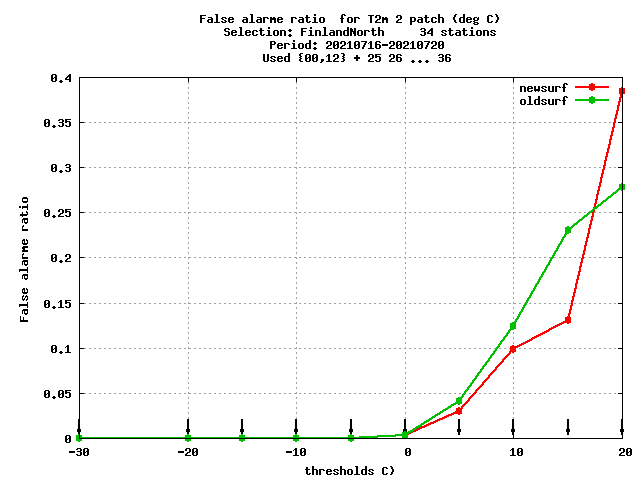 False alarme ratio  for T2m 2 patch (deg C)
Selection: FinlandNorth     34 stations
Period: 20210716-20210720
Used {00,12} + 25 26 ... 36
newsurf
oldsurf
0.4
0.35
0.3
0.25
0.2
0.15
0.1
0.05
0
False alarme ratio
-30 -20 -10 0 10 20
thresholds C)